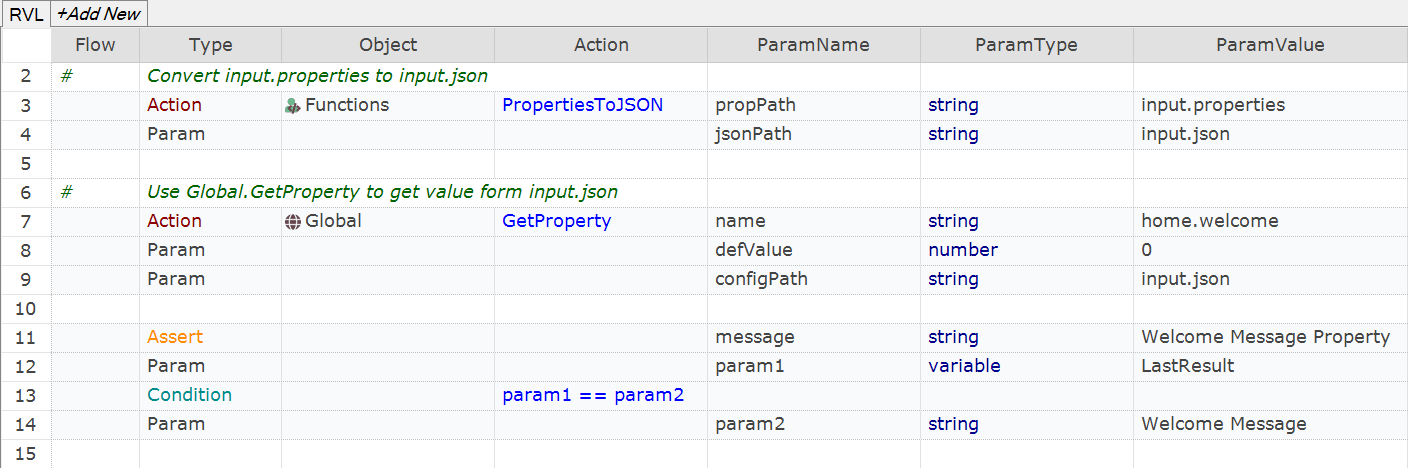 RVL +Add New
Flow Type Object Action ParamName ParamType ParamValue
2 # Convert input.properties to input.json
3 Action Functions PropertiesToJSON propPath string input.properties
4 Param jsonPath string input.json
5
6 # Use Global.GetProperty to get value form input.json
7 Action Global GetProperty name string home.welcome
8 Param defValue number 0
9 Param configPath string input.json
10
11 Assert message string Welcome Message Property
12 Param param1 variable LastResult
13 Condition param1 == param2
14 Param param2 string Welcome Message
15